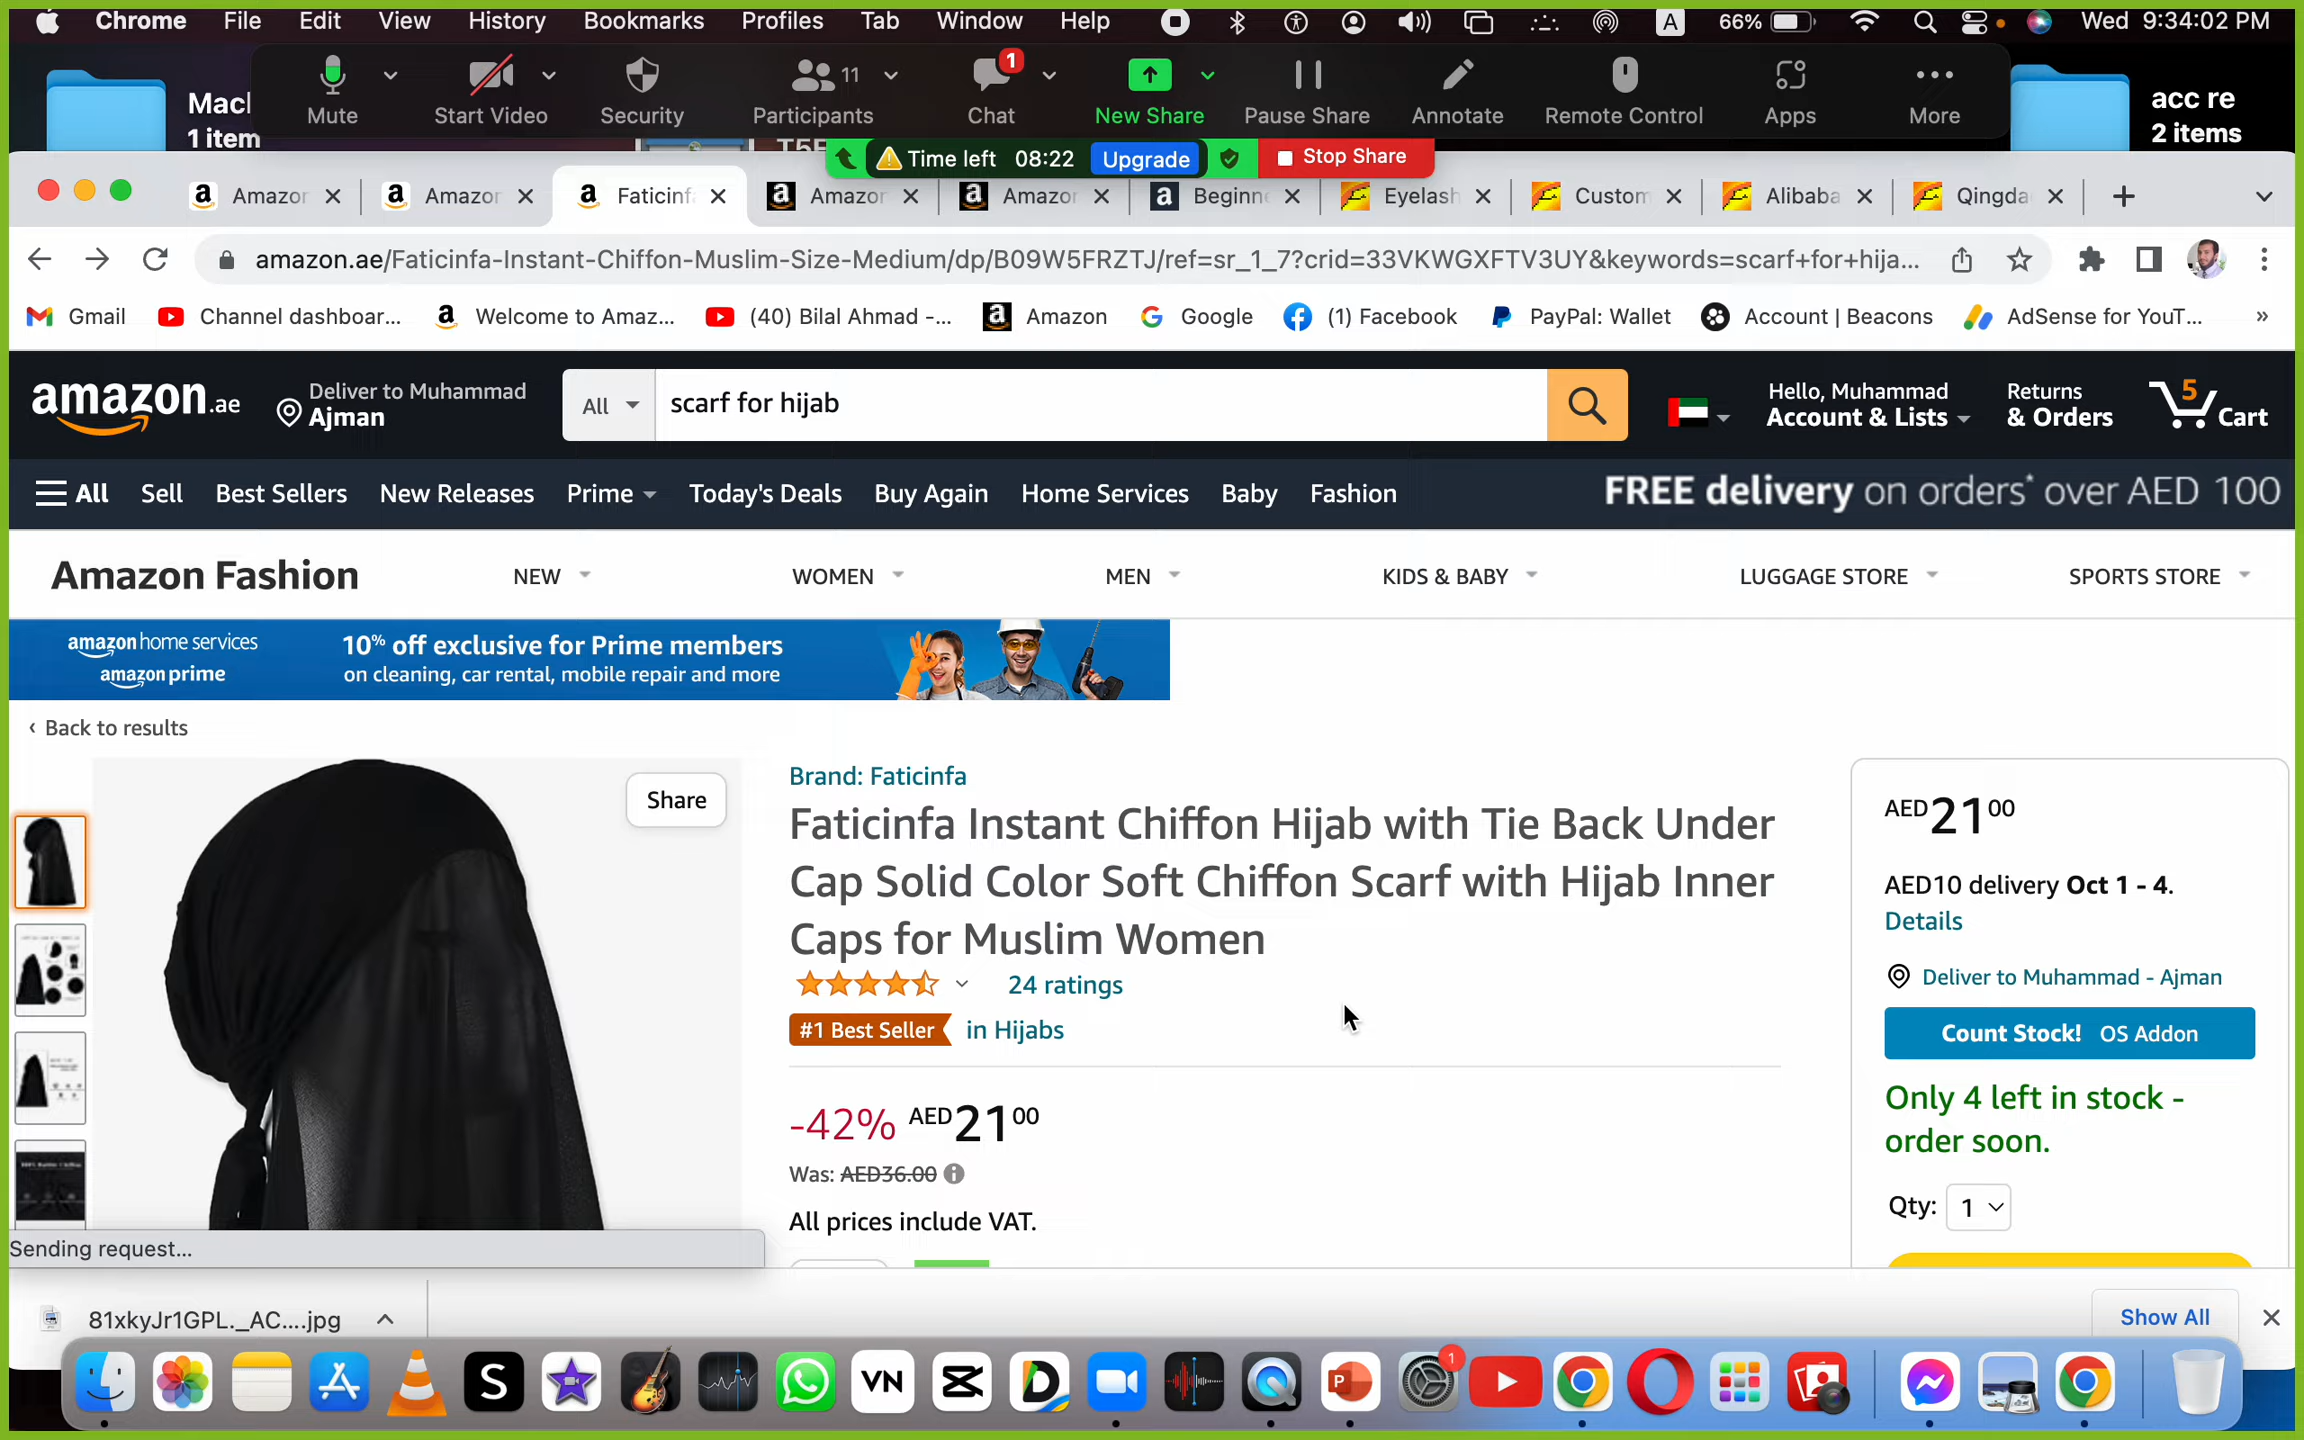 Chrome File Edit View History Bookmarks Profiles Tab Window Help A 66% Wed 9:34:02 PM
Mute Start Video Security Participants 11 Chat 1 New Share Pause Share Annotate Remote Control Apps More
Macl
1 item
acc re
2 items
Time left 08:22 Upgrade Stop Share
Amazon Amazon Faticinf Amazon Amazon Beginne Eyelash Custom Alibaba Qingda
amazon.ae/Faticinfa-Instant-Chiffon-Muslim-Size-Medium/dp/B09W5FRZTJ/ref=sr_1_7?crid=33VKWGXFTV3UY&keywords=scarf+for+hija...
Gmail Channel dashboar... Welcome to Amaz... (40) Bilal Ahmad -... Amazon Google (1) Facebook PayPal: Wallet Account | Beacons AdSense for YouT... »
amazon.ae Deliver to Muhammad
Ajman
All scarf for hijab
Hello, Muhammad
Account & Lists
Returns
& Orders
5 Cart
All Sell Best Sellers New Releases Prime Today's Deals Buy Again Home Services Baby Fashion FREE delivery on orders* over AED 100
Amazon Fashion NEW WOMEN MEN KIDS & BABY LUGGAGE STORE SPORTS STORE
amazon home services
amazon prime
10% off exclusive for Prime members
on cleaning, car rental, mobile repair and more
‹ Back to results
Share
Brand: Faticinfa
Faticinfa Instant Chiffon Hijab with Tie Back Under
Cap Solid Color Soft Chiffon Scarf with Hijab Inner
Caps for Muslim Women
24 ratings
#1 Best Seller in Hijabs
-42% AED2100
Was: AED36.00
All prices include VAT.
AED2100
AED10 delivery Oct 1 - 4.
Details
Deliver to Muhammad - Ajman
Count Stock! OS Addon
Only 4 left in stock -
order soon.
Qty: 1
Sending request...
81xkyJr1GPL._AC....jpg
Show All
S VN P 1